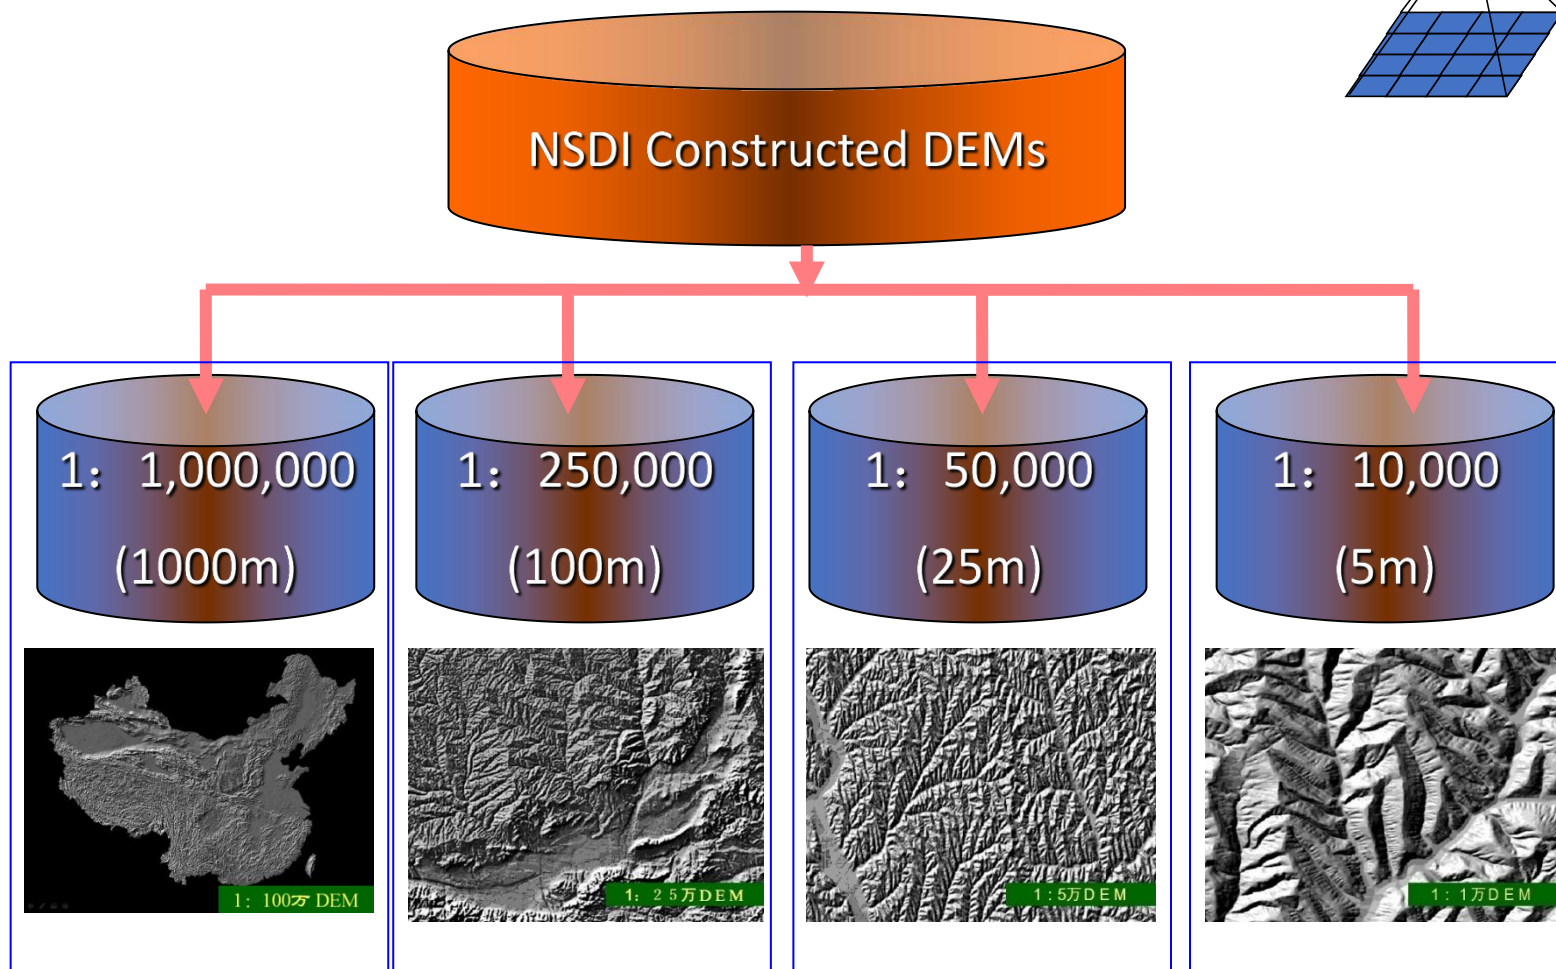 NSDI Constructed DEMs
1： 1,000,000
(1000m)
1： 250,000
(100m)
1： 50,000
(25m)
1： 10,000
(5m)
1： 100万 DEM
1： 25万DEM
1:5万DEM
1:1万DEM